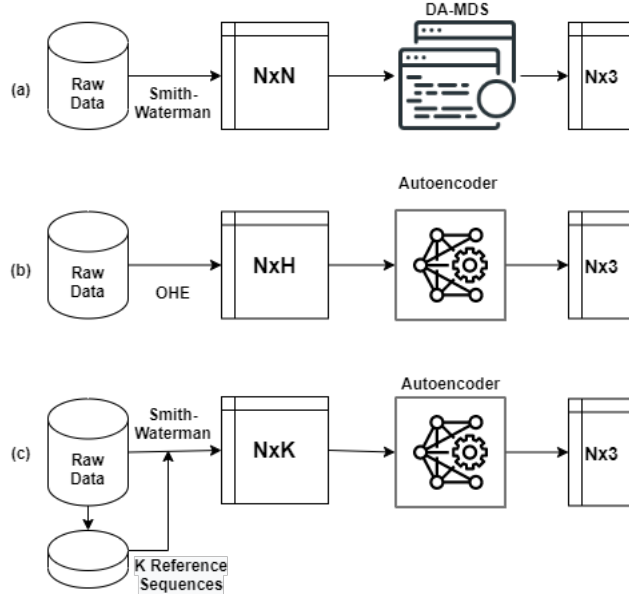 DA-MDS
(a)
Raw
Data
Smith-
Waterman
NxN
Nx3
Autoencoder
(b)
Raw
Data
OHE
NxH
Nx3
Autoencoder
(c)
Raw
Data
Smith-
Waterman
NxK
Nx3
K Reference
Sequences